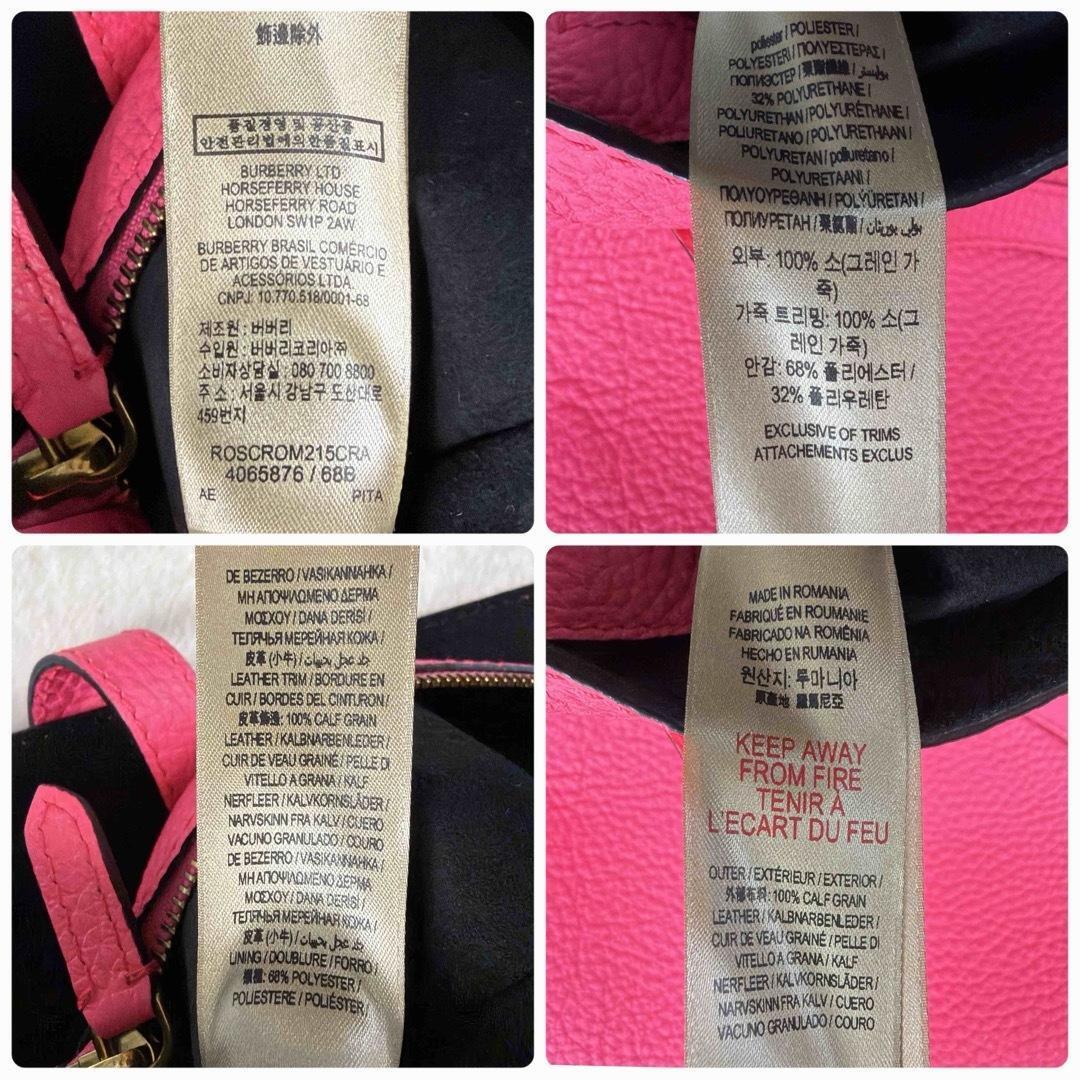 飾邊除外
품질경영 및 공산품
안전관리법에의한품질표시
BURBERRY LTD
HORSEFERRY HOUSE
HORSEFERRY ROAD
LONDON SW1P 2AW
BURBERRY BRASIL COMÉRCIO
DE ARTIGOS DE VESTUÁRIO E
ACESSÓRIOS LTDA
CNPJ: 10.770.518/0001-68
제조원 : 버버리
수입원 : 버버리코리아㈜
소비자상담실 : 080 700 8800
주 소 : 서울시 강남구 도산대로
459번지
ROSCROM215CRA
4065876 / 68B
AE PITA
poliester / POLIESTER /
POLYESTERI / ΠΟΛΥΕΣΤΕΡΑΣ /
ПОЛИЭСТЕР / 聚酯纖維 / بوليستر /
32% POLYURETHANE /
POLYURETHAN / POLYURÉTHANE /
POLIURETANO / POLYURETHAAN /
POLYURETAN / poliuretano /
POLYURETAANI /
ΠΟΛΥΟΥΡΕΘΑΝΗ / POLYÜRETAN /
ПОЛИУРЕТАН / 聚氨酯 / بولي يوريثان /
외부: 100% 소(그레인 가
죽)
가죽 트리밍: 100% 소(그
레인 가죽)
안감: 68% 폴리에스터 /
32% 폴리우레탄
EXCLUSIVE OF TRIMS
ATTACHEMENTS EXCLUS
DE BEZERRO / VASIKANNAHKA /
ΜΗ ΑΠΟΨΙΛΩΜΕΝΟ ΔΕΡΜΑ
ΜΟΣΧΟΥ / DANA DERISI /
ТЕЛЯЧЬЯ МЕРЕЙНАЯ КОЖА /
皮革 (小牛) / جلد عجل بحبيبات /
LEATHER TRIM / BORDURE EN
CUIR / BORDES DEL CINTURON /
皮革飾邊: 100% CALF GRAIN
LEATHER / KALBNARBENLEDER /
CUIR DE VEAU GRAINÉ / PELLE DI
VITELLO A GRANA / KALF
NERFLEER / KALVKORNSLÄDER /
NARVSKINN FRA KALV / CUERO
VACUNO GRANULADO / COURO
DE BEZERRO / VASIKANNAHKA /
ΜΗ ΑΠΟΨΙΛΩΜΕΝΟ ΔΕΡΜΑ
ΜΟΣΧΟΥ / DANA DERISI /
ТЕЛЯЧЬЯ МЕРЕЙНАЯ КОЖА /
皮革 (小牛) / جلد عجل بحبيبات /
LINING / DOUBLURE / FORRO /
裡襯: 68% POLYESTER /
POLIESTERE / POLIÉSTER /
MADE IN ROMANIA
FABRIQUÉ EN ROUMANIE
FABRICADO NA ROMÉNIA
HECHO EN RUMANIA
원산지: 루마니아
原產地: 羅馬尼亞
KEEP AWAY
FROM FIRE
TENIR À
L'ECART DU FEU
OUTER / EXTÉRIEUR / EXTERIOR /
外部布料: 100% CALF GRAIN
LEATHER / KALBNARBENLEDER /
CUIR DE VEAU GRAINÉ / PELLE DI
VITELLO A GRANA / KALF
NERFLEER / KALVKORNSLÄDER /
NARVSKINN FRA KALV / CUERO
VACUNO GRANULADO / COURO